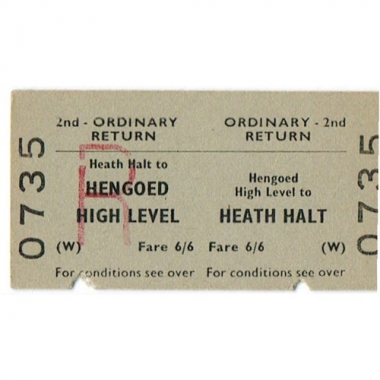 0735
2nd - ORDINARY
RETURN
Heath Halt to
HENGOED
HIGH LEVEL
(W) Fare 6/6
For conditions see over
R
ORDINARY - 2nd
RETURN
Hengoed
High Level to
HEATH HALT
Fare 6/6 (W)
For conditions see over
0735